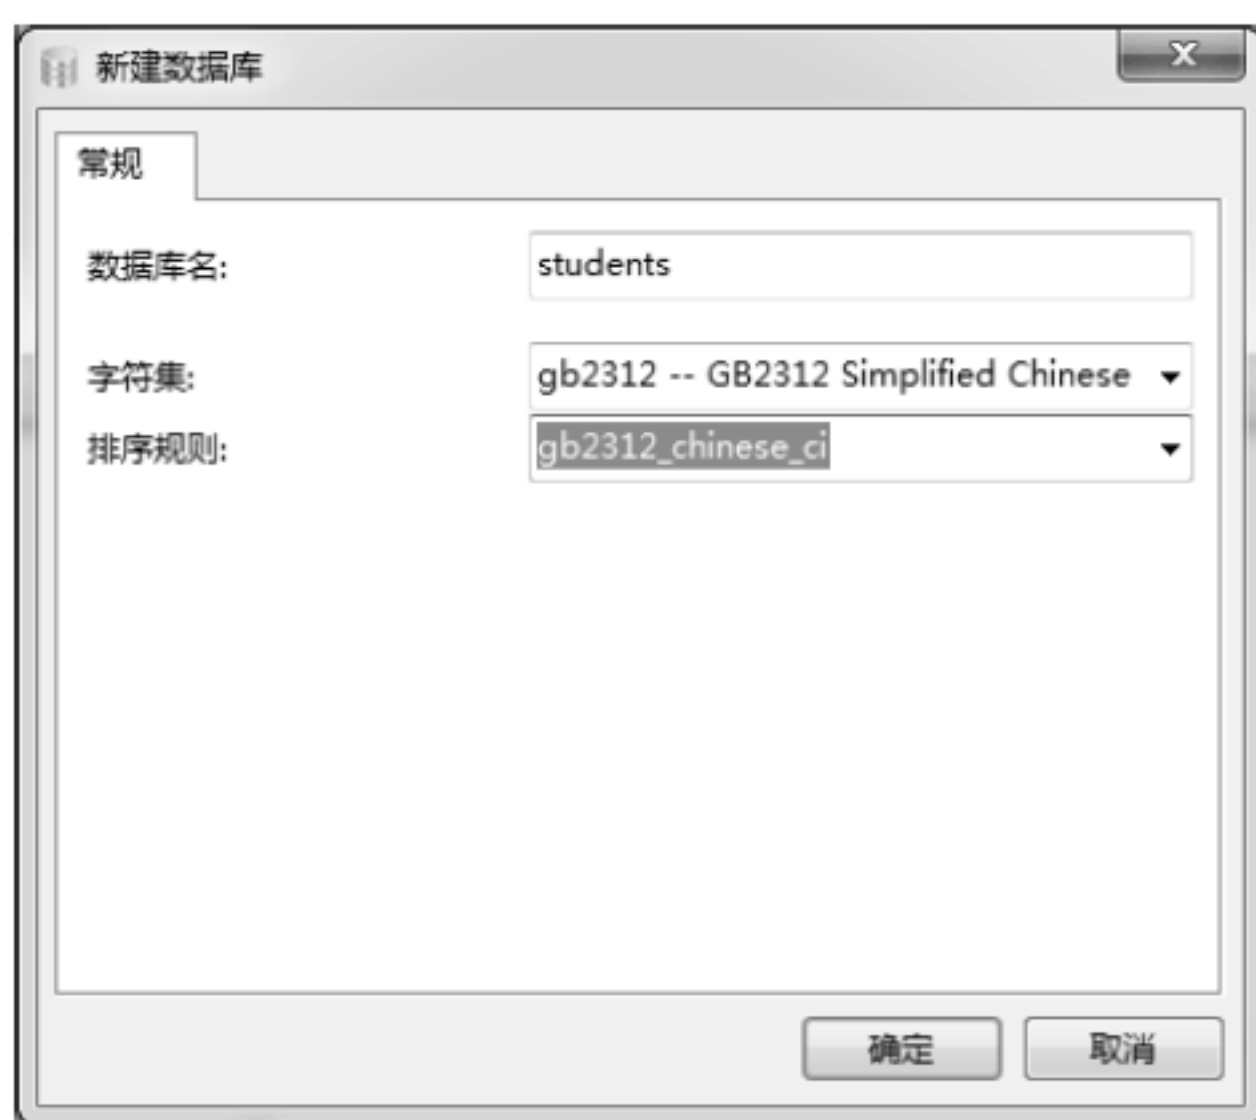 新建数据库
常规
数据库名: students
字符集: gb2312 -- GB2312 Simplified Chinese
排序规则: gb2312_chinese_ci
确定 取消